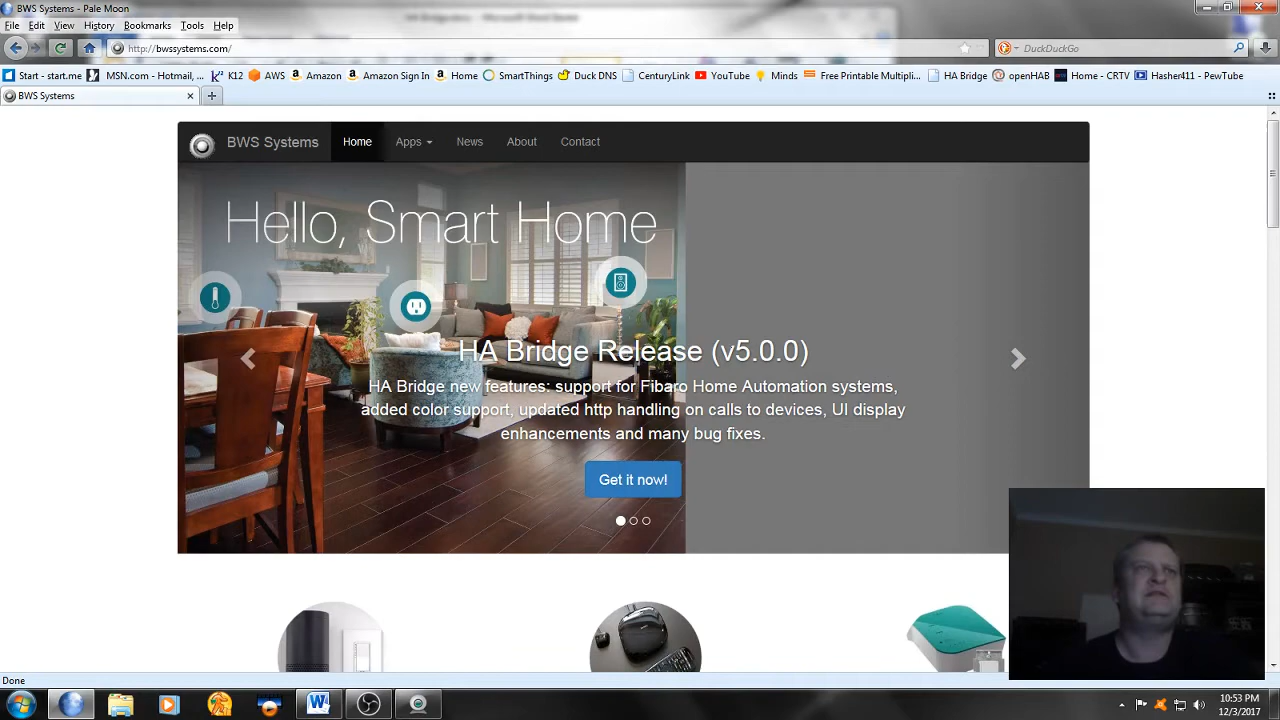 BWS Systems - Pale Moon
File Edit View History Bookmarks Tools Help
http://bwssystems.com/
DuckDuckGo
Start - start.me
MSN.com - Hotmail, ...
K12
AWS
Amazon
Amazon Sign In
Home
SmartThings
Duck DNS
CenturyLink
YouTube
Minds
Free Printable Multipli...
HA Bridge
openHAB
Home - CRTV
Hasher411 - PewTube
BWS Systems
BWS Systems
Home
Apps
News
About
Contact
Hello, Smart Home
HA Bridge Release (v5.0.0)
HA Bridge new features: support for Fibaro Home Automation systems,
added color support, updated http handling on calls to devices, UI display
enhancements and many bug fixes.
Get it now!
Done
10:53 PM
12/3/2017